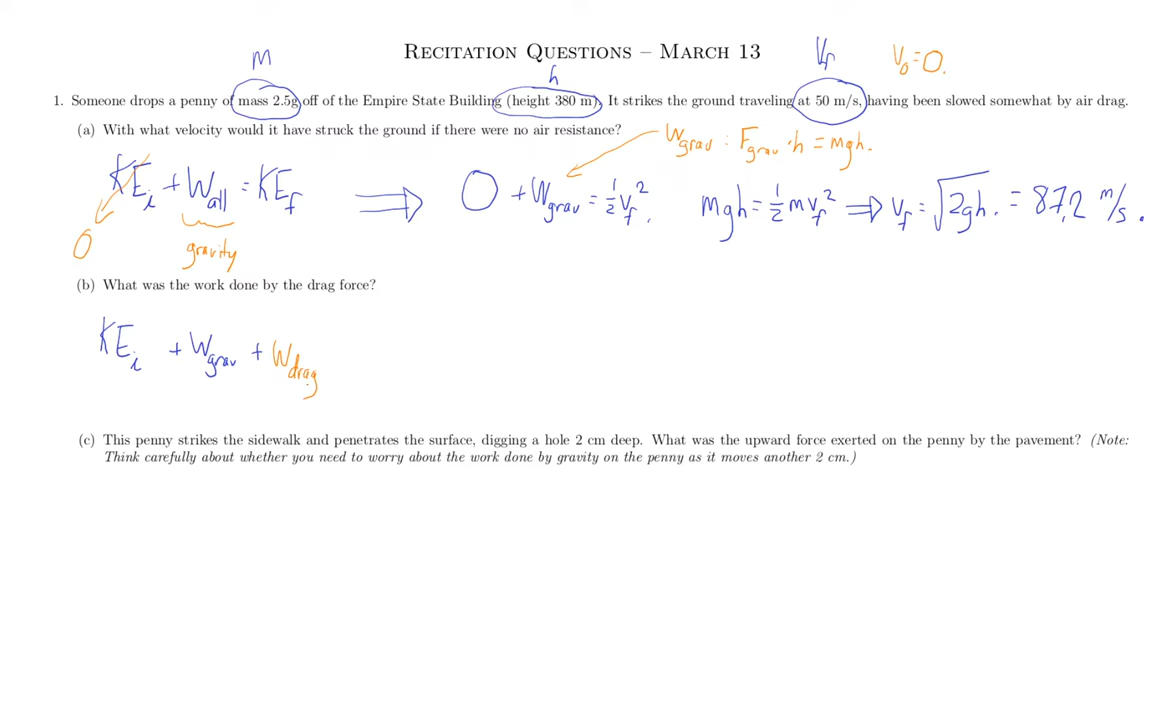 m
RECITATION QUESTIONS – MARCH 13
h
Vf
V₀=0.
1. Someone drops a penny of mass 2.5g off of the Empire State Building (height 380 m). It strikes the ground traveling at 50 m/s, having been slowed somewhat by air drag.
(a) With what velocity would it have struck the ground if there were no air resistance?
Wgrav : Fgrav · h = mgh.
KEi + Wall = KEf ⟹ 0 + Wgrav = ½ vf². mgh = ½ m vf² ⟹ vf = √2gh. = 87.2 m/s.
0
gravity
(b) What was the work done by the drag force?
KEi + Wgrav + Wdrag
(c) This penny strikes the sidewalk and penetrates the surface, digging a hole 2 cm deep. What was the upward force exerted on the penny by the pavement? (Note:
Think carefully about whether you need to worry about the work done by gravity on the penny as it moves another 2 cm.)